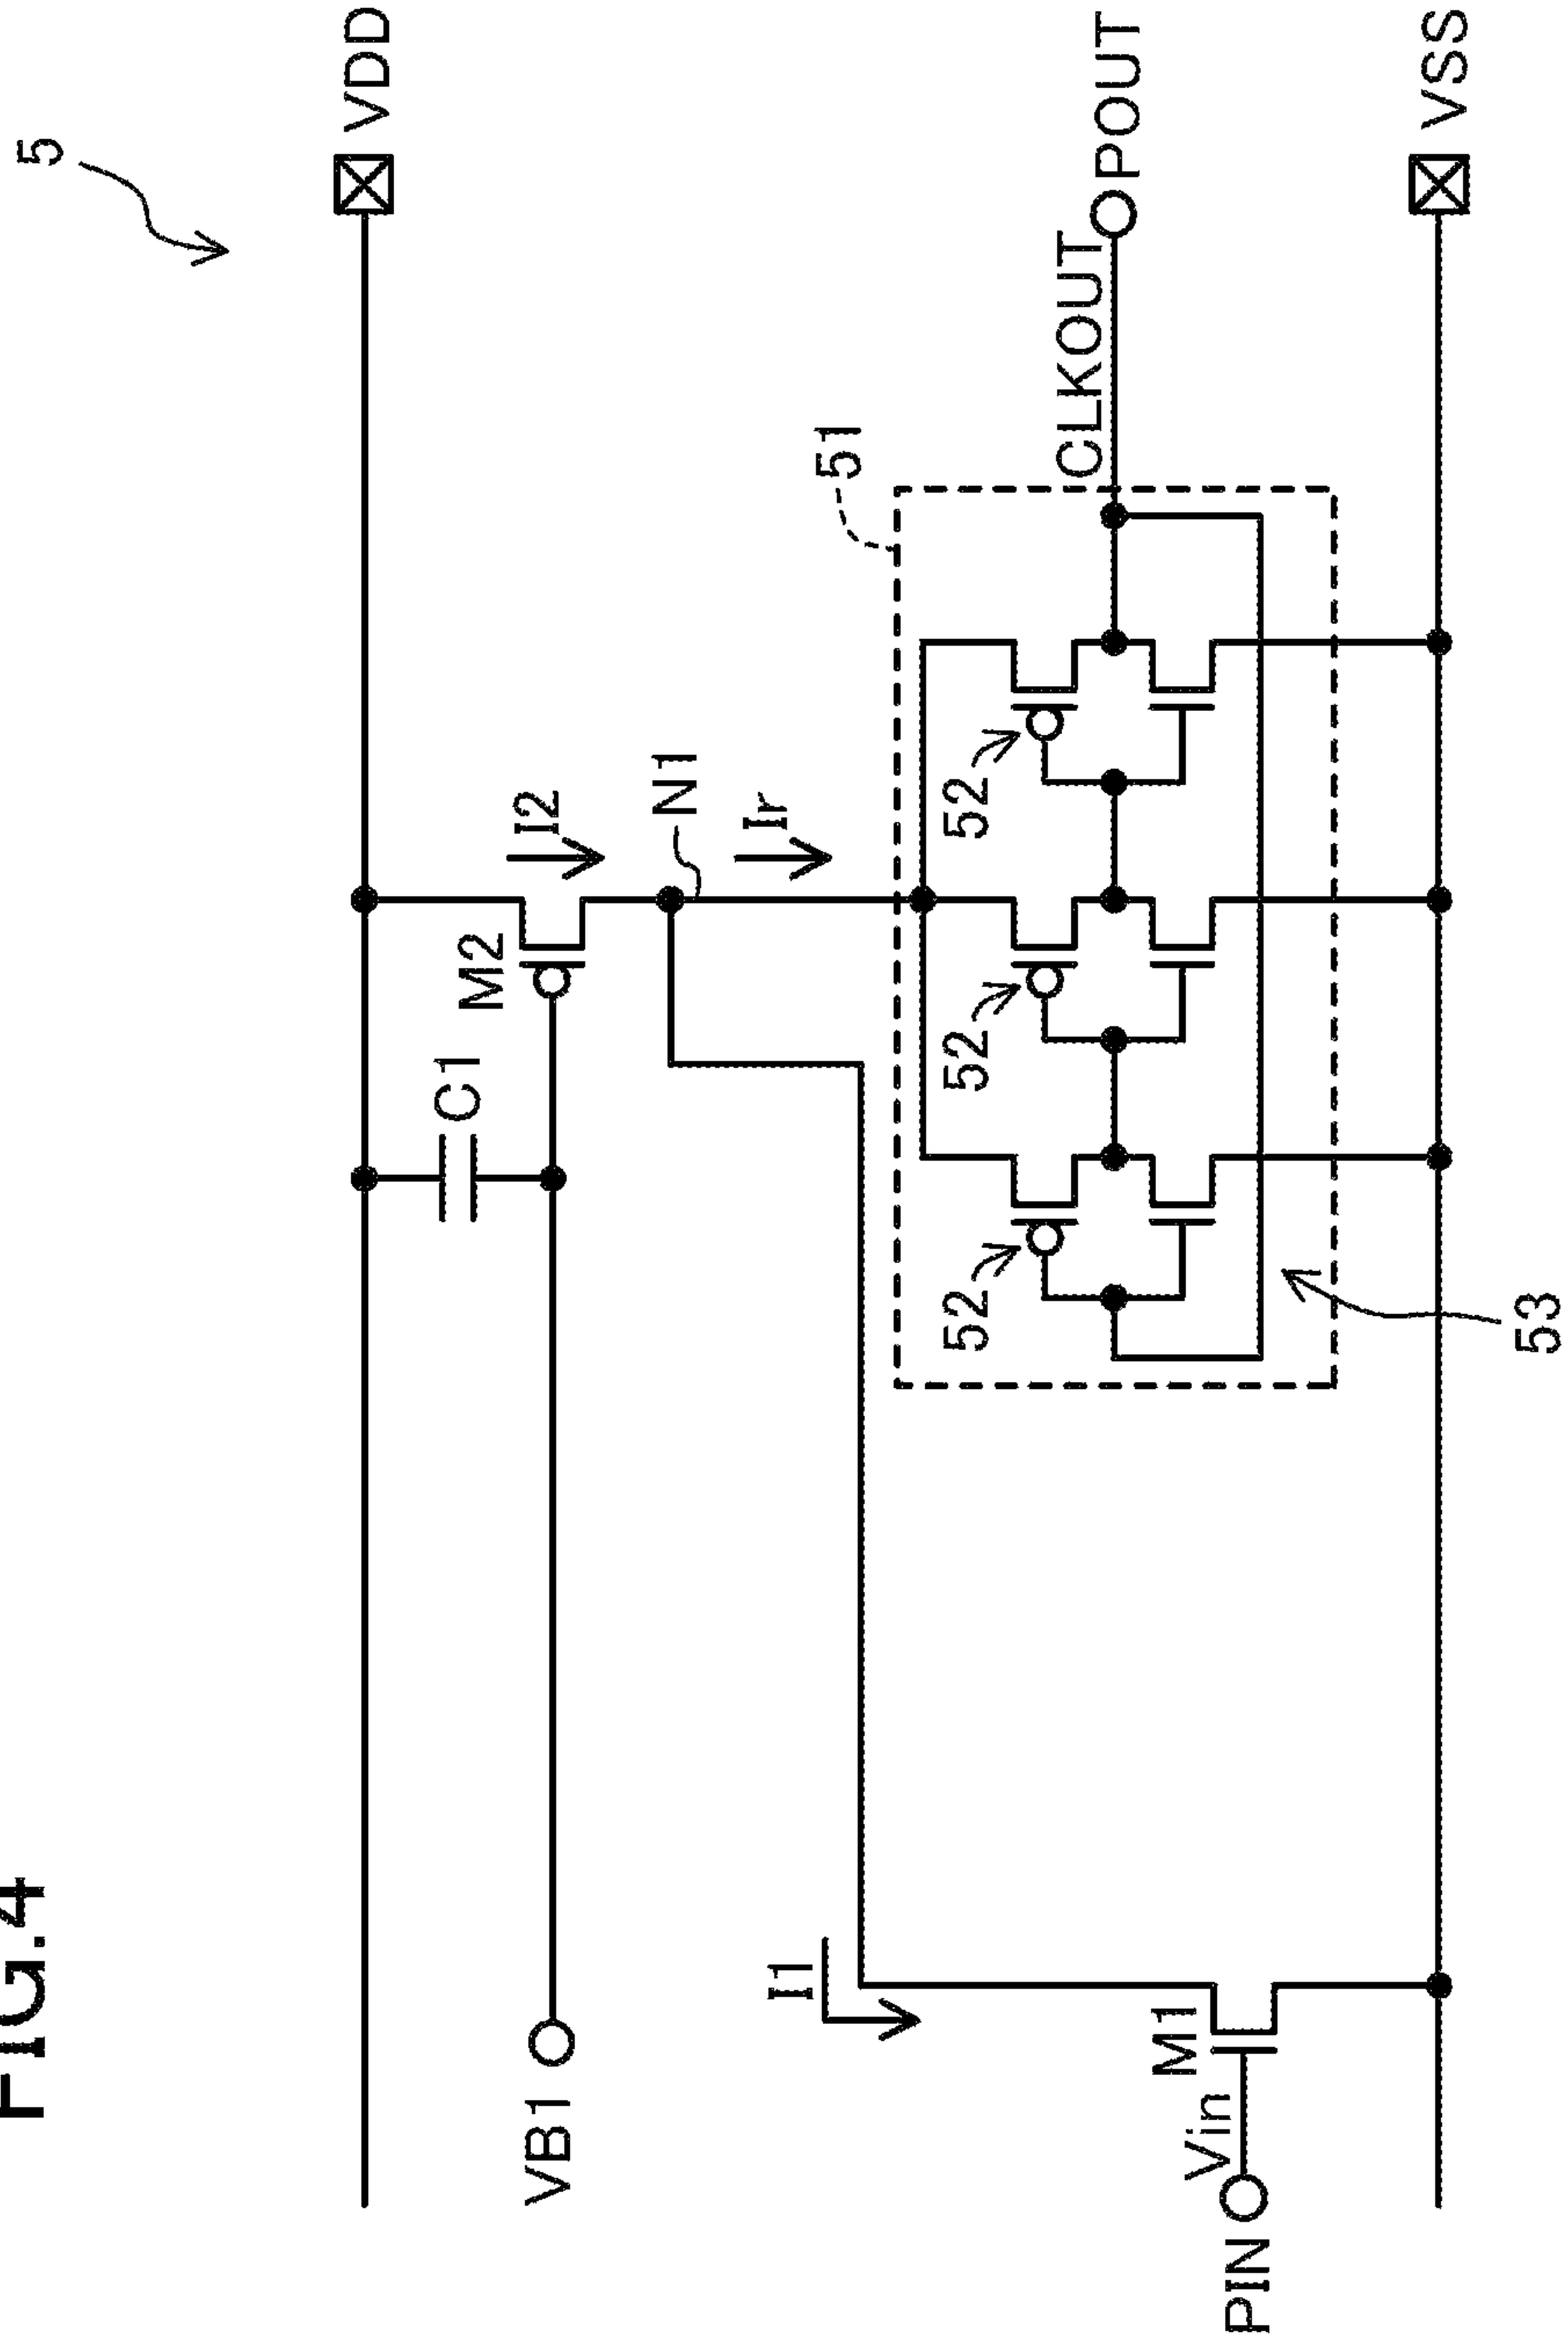 FIG.4
5
VDD
C1
M2
I2
VB1
N1
Ir
I1
51
52
52
52
CLKOUT
POUT
M1
Vin
PIN
53
VSS